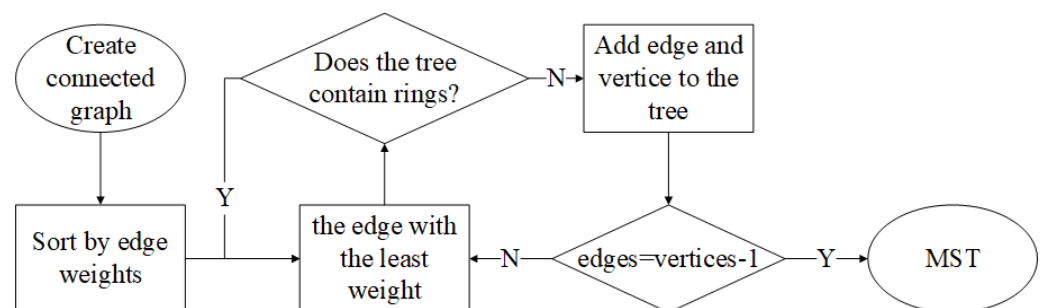 Create
connected
graph
Does the tree
contain rings?
N
Add edge and
vertice to the
tree
Y
Sort by edge
weights
the edge with
the least
weight
N
edges=vertices-1
Y
MST